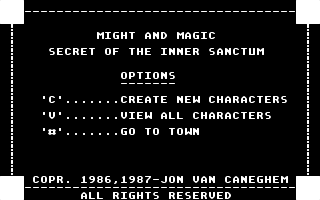 MIGHT AND MAGIC
SECRET OF THE INNER SANCTUM
OPTIONS
'C'.......CREATE NEW CHARACTERS
'V'.......VIEW ALL CHARACTERS
'#'.......GO TO TOWN
COPR. 1986,1987-JON VAN CANEGHEM
ALL RIGHTS RESERVED